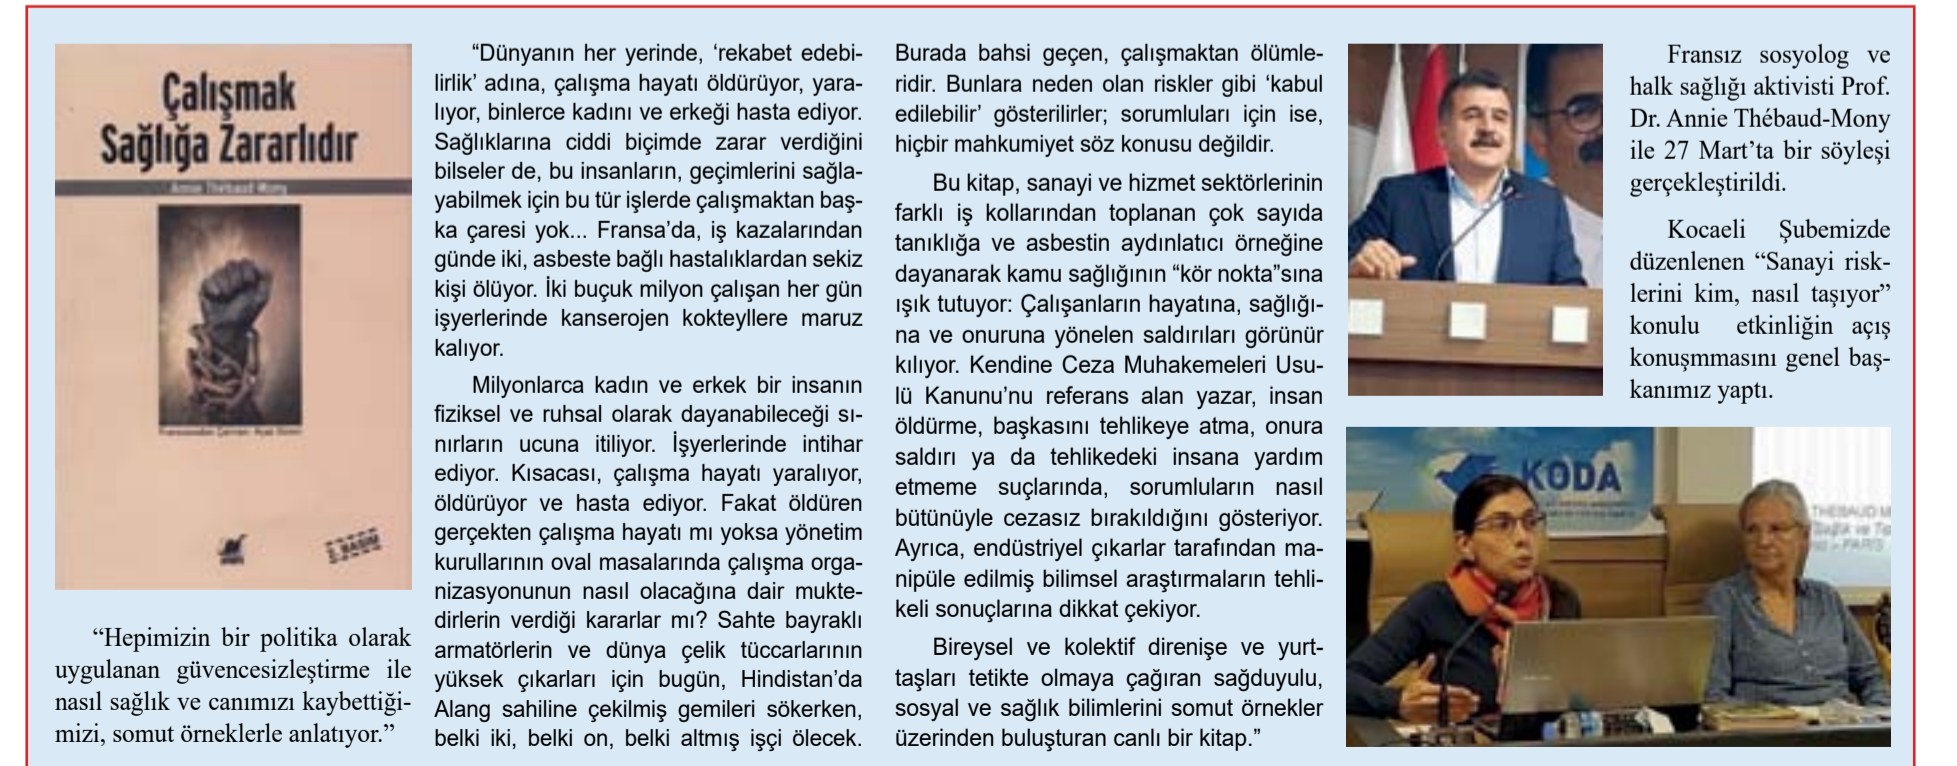 Çalışmak
Sağlığa Zararlıdır
Annie Thébaud-Mony
2. BASIM
“Hepimizin bir politika olarak
uygulanan güvencesizleştirme ile
nasıl sağlık ve canımızı kaybettiği-
mizi, somut örneklerle anlatıyor.”
“Dünyanın her yerinde, ‘rekabet edebi-
lirlik’ adına, çalışma hayatı öldürüyor, yara-
lıyor, binlerce kadını ve erkeği hasta ediyor.
Sağlıklarına ciddi biçimde zarar verdiğini
bilseler de, bu insanların, geçimlerini sağla-
yabilmek için bu tür işlerde çalışmaktan baş-
ka çaresi yok... Fransa’da, iş kazalarından
günde iki, asbeste bağlı hastalıklardan sekiz
kişi ölüyor. İki buçuk milyon çalışan her gün
işyerlerinde kanserojen kokteyllere maruz
kalıyor.
Milyonlarca kadın ve erkek bir insanın
fiziksel ve ruhsal olarak dayanabileceği sı-
nırların ucuna itiliyor. İşyerlerinde intihar
ediyor. Kısacası, çalışma hayatı yaralıyor,
öldürüyor ve hasta ediyor. Fakat öldüren
gerçekten çalışma hayatı mı yoksa yönetim
kurullarının oval masalarında çalışma orga-
nizasyonunun nasıl olacağına dair mukte-
dirlerin verdiği kararlar mı? Sahte bayraklı
armatörlerin ve dünya çelik tüccarlarının
yüksek çıkarları için bugün, Hindistan’da
Alang sahiline çekilmiş gemileri sökerken,
belki iki, belki on, belki altmış işçi ölecek.
Burada bahsi geçen, çalışmaktan ölümle-
ridir. Bunlara neden olan riskler gibi ‘kabul
edilebilir’ gösterilirler; sorumluları için ise,
hiçbir mahkumiyet söz konusu değildir.
Bu kitap, sanayi ve hizmet sektörlerinin
farklı iş kollarından toplanan çok sayıda
tanıklığa ve asbestin aydınlatıcı örneğine
dayanarak kamu sağlığının “kör nokta”sına
ışık tutuyor: Çalışanların hayatına, sağlığı-
na ve onuruna yönelen saldırıları görünür
kılıyor. Kendine Ceza Muhakemeleri Usu-
lü Kanunu’nu referans alan yazar, insan
öldürme, başkasını tehlikeye atma, onura
saldırı ya da tehlikedeki insana yardım
etmeme suçlarında, sorumluların nasıl
bütünüyle cezasız bırakıldığını gösteriyor.
Ayrıca, endüstriyel çıkarlar tarafından ma-
nipüle edilmiş bilimsel araştırmaların tehli-
keli sonuçlarına dikkat çekiyor.
Bireysel ve kolektif direnişe ve yurt-
taşları tetikte olmaya çağıran sağduyulu,
sosyal ve sağlık bilimlerini somut örnekler
üzerinden buluşturan canlı bir kitap.”
Fransız sosyolog ve
halk sağlığı aktivisti Prof.
Dr. Annie Thébaud-Mony
ile 27 Mart’ta bir söyleşi
gerçekleştirildi.
Kocaeli Şubemizde
düzenlenen “Sanayi risk-
lerini kim, nasıl taşıyor”
konulu etkinliğin açış
konuşmmasını genel baş-
kanımız yaptı.
KODA
THEBAUD M
Sağlık ve Te
PARİS